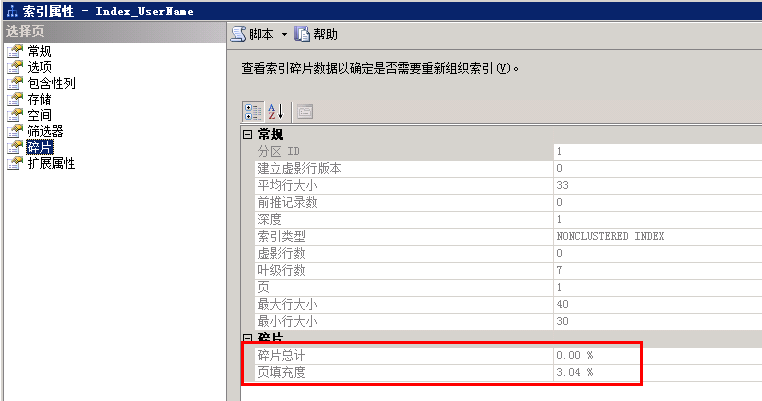 索引属性 - Index_UserName
选择页
常规
选项
包含性列
存储
空间
筛选器
碎片
扩展属性
脚本 帮助
查看索引碎片数据以确定是否需要重新组织索引(V)。
常规
分区 ID 1
建立虚影行版本 0
平均行大小 33
前推记录数 0
深度 1
索引类型 NONCLUSTERED INDEX
虚影行数 0
叶级行数 7
页 1
最大行大小 40
最小行大小 30
碎片
碎片总计 0.00 %
页填充度 3.04 %